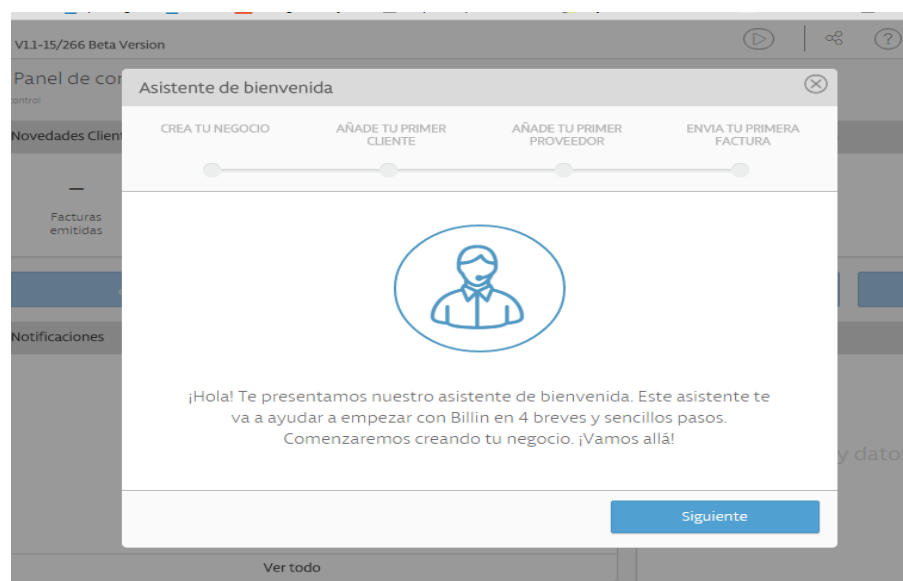 V1.1-15/266 Beta Version
Panel de con
ontrol
Asistente de bienvenida
Novedades Client
CREA TU NEGOCIO
AÑADE TU PRIMER
CLIENTE
AÑADE TU PRIMER
PROVEEDOR
ENVIA TU PRIMERA
FACTURA
Facturas
emitidas
Notificaciones
¡Hola! Te presentamos nuestro asistente de bienvenida. Este asistente te
va a ayudar a empezar con Billin en 4 breves y sencillos pasos.
Comenzaremos creando tu negocio. ¡Vamos allá!
y dato
Siguiente
Ver todo